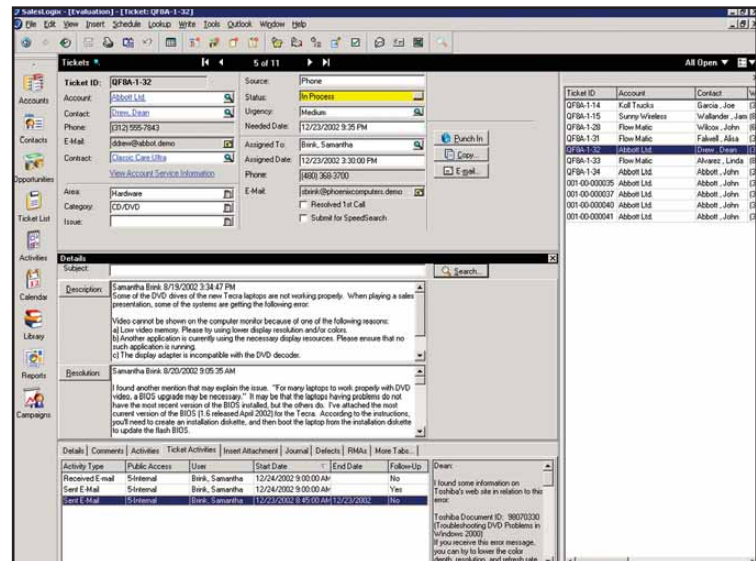 SalesLogix - [Evaluation] - [Ticket: QF8A-1-32]
File Edit View Insert Schedule Lookup Write Tools Outlook Window Help
Tickets
5 of 11
All Open
Ticket ID: QF8A-1-32
Account: Abbott Ltd.
Contact: Drew, Dean
Phone: (312) 555-7843
E-Mail: ddrew@abbot.demo
Contract: Classic Care Ultra
View Account Service Information
Area: Hardware
Category: CD/DVD
Issue:
Source: Phone
Status: In Process
Urgency: Medium
Needed Date: 12/23/2002 9:35 PM
Assigned To: Brink, Samantha
Assigned Date: 12/23/2002 3:30:00 PM
Phone: (480) 368-3700
E-Mail: sbrink@phoenixcomputers.demo
Resolved 1st Call
Submit for SpeedSearch
Punch In
Copy...
E-mail...
Accounts
Contacts
Opportunities
Ticket List
Activities
Calendar
Library
Reports
Campaigns
Details
Subject:
Search...
Description:
Samantha Brink 8/19/2002 3:34:47 PM
Some of the DVD drives of the new Tecra laptops are not working properly. When playing a sales
presentation, some of the systems are getting the following error:
Video cannot be shown on the computer monitor because of one of the following reasons:
a) Low video memory. Please try using lower display resolution and/or colors.
b) Another application is currently using the necessary display resources. Please ensure that no
such application is running.
c) The display adapter is incompatible with the DVD decoder.
Resolution:
Samantha Brink 8/20/2002 9:05:35 AM
I found another mention that may explain the issue. "For many laptops to work properly with DVD
video, a BIOS upgrade may be necessary." It may be that the laptops having problems do not
have the most recent version of the BIOS installed, but the others do. I've attached the most
current version of the BIOS [1.6 released April 2002] for the Tecra. According to the instructions,
you'll need to create an installation diskette, and then boot the laptop from the installation diskette
to update the flash BIOS.
Details Comments Activities Ticket Activities Insert Attachment Journal Defects RMAs More Tabs...
Activity Type Public Access User Start Date End Date Follow-Up
Received E-mail 5-Internal Brink, Samantha 12/24/2002 9:00:00 AM No
Sent E-Mail 5-Internal Brink, Samantha 12/24/2002 9:00:00 AM Yes
Sent E-Mail 5-Internal Brink, Samantha 12/23/2002 8:45:00 AM 12/23/2002 No
Dean:
I found some information on
Toshiba's web site in relation to this
error:
Toshiba Document ID: 98070330
(Troubleshooting DVD Problems in
Windows 2000)
If you receive this error message,
you can try to lower the color
depth, resolution, and refresh rate
Ticket ID Account Contact
QF8A-1-14 Koll Trucks Garcia, Joe
QF8A-1-15 Sunny Wireless Wallander, Jam
QF8A-1-28 Flow Matic Wilcox, John
QF8A-1-31 Flow Matic Falwell, Alisa
QF8A-1-32 Abbott Ltd. Drew, Dean
QF8A-1-33 Flow Matic Alvarez, Linda
QF8A-1-34 Abbott Ltd. Abbott, John
001-00-000035 Abbott Ltd. Abbott, John
001-00-000037 Abbott Ltd. Abbott, John
001-00-000040 Abbott Ltd. Abbott, John
001-00-000041 Abbott Ltd. Abbott, John